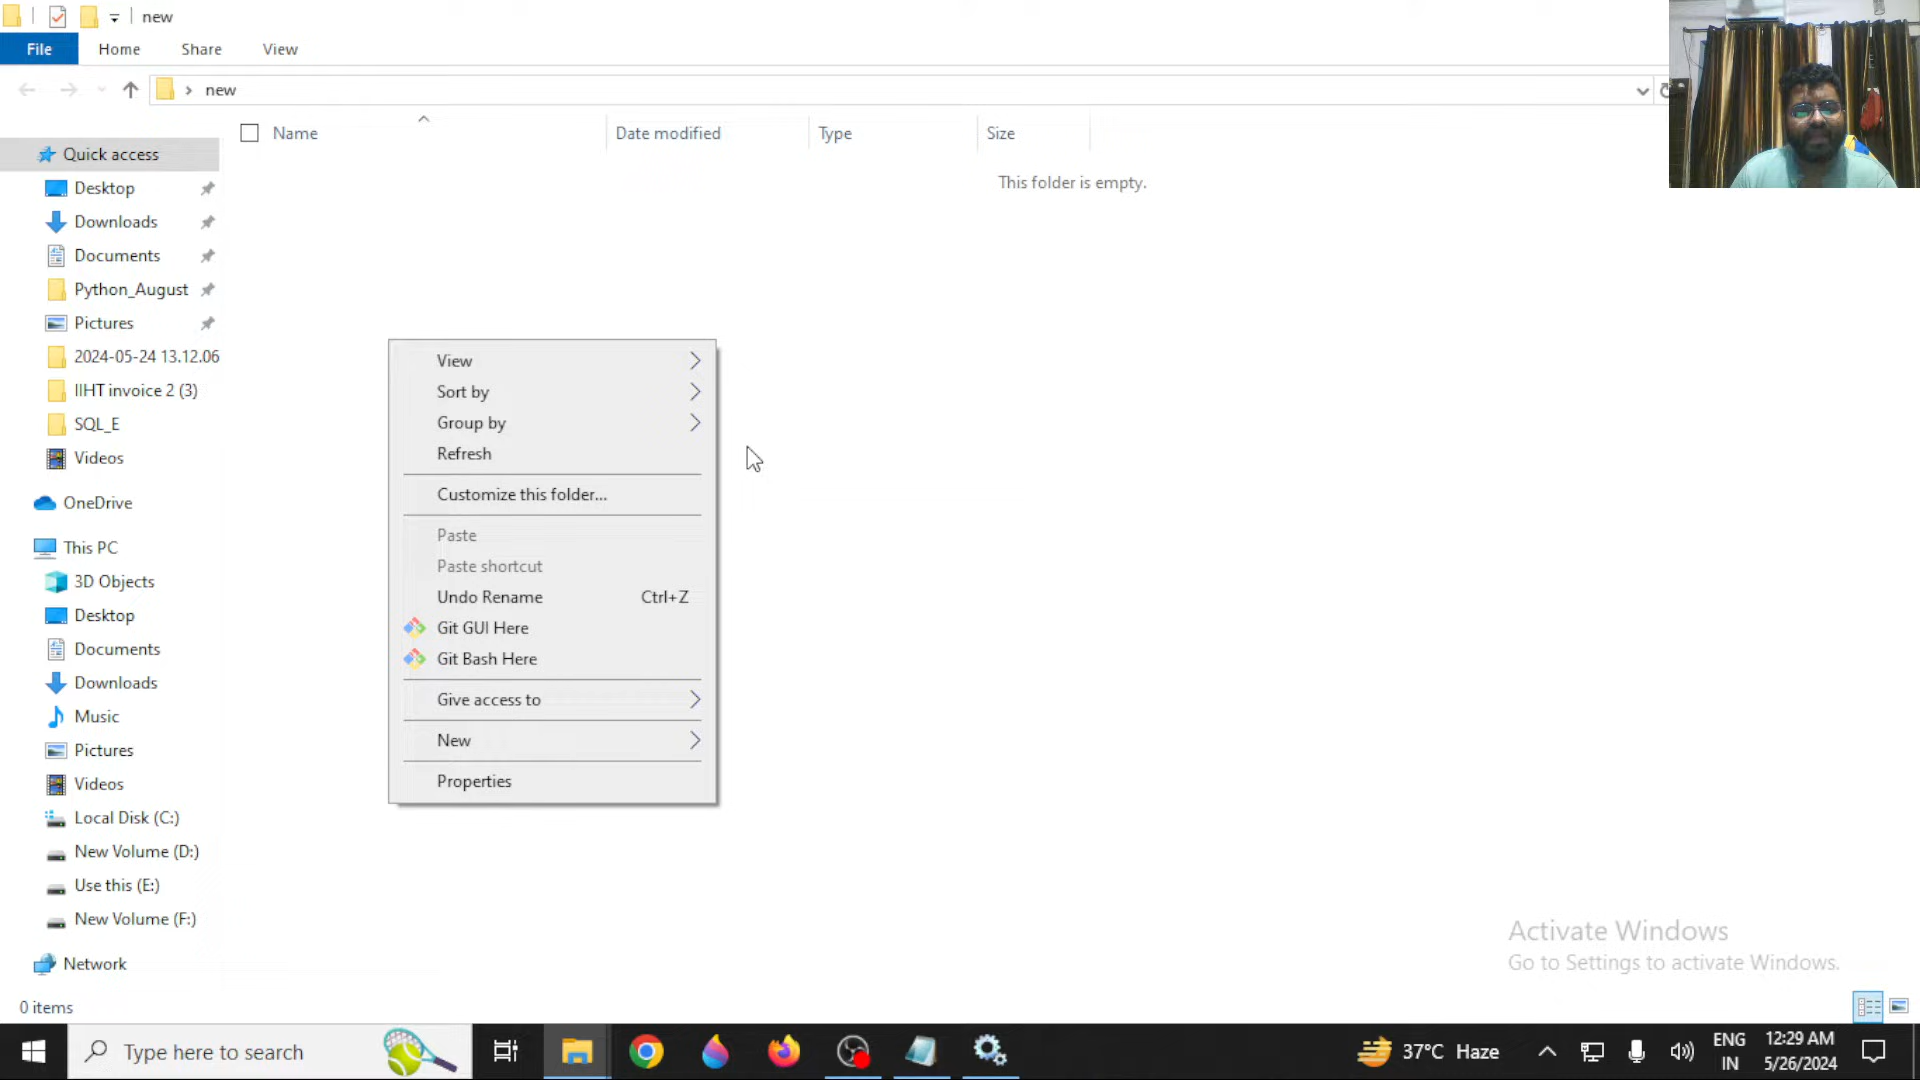 new
File Home Share View
new
Name Date modified Type Size
This folder is empty.
Quick access
Desktop
Downloads
Documents
Python_August
Pictures
2024-05-24 13.12.06
IIHT invoice 2 (3)
SQL_E
Videos
OneDrive
This PC
3D Objects
Desktop
Documents
Downloads
Music
Pictures
Videos
Local Disk (C:)
New Volume (D:)
Use this (E:)
New Volume (F:)
Network
View
Sort by
Group by
Refresh
Customize this folder...
Paste
Paste shortcut
Undo Rename Ctrl+Z
Git GUI Here
Git Bash Here
Give access to
New
Properties
Activate Windows
Go to Settings to activate Windows.
0 items
Type here to search
37°C Haze
ENG
IN
12:29 AM
5/26/2024